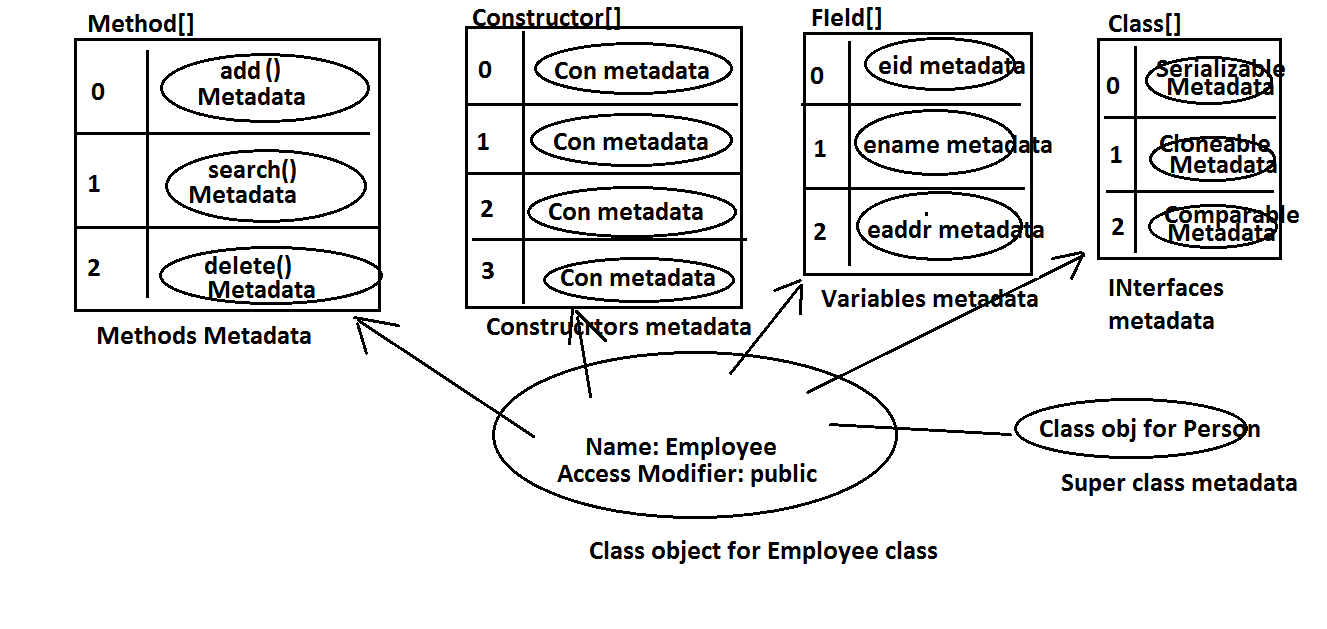 Method[]
0
add ()
Metadata
1
search()
Metadata
2
delete()
Metadata
Methods Metadata
Constructor[]
0
Con metadata
1
Con metadata
2
Con metadata
3
Con metadata
Construcrtors metadata
FIeld[]
0
eid metadata
1
ename metadata
2
eaddr metadata
Variables metadata
Class[]
0
Serializable
Metadata
1
Cloneable
Metadata
2
Comparable
Metadata
INterfaces
metadata
Name: Employee
Access Modifier: public
Class object for Employee class
Class obj for Person
Super class metadata